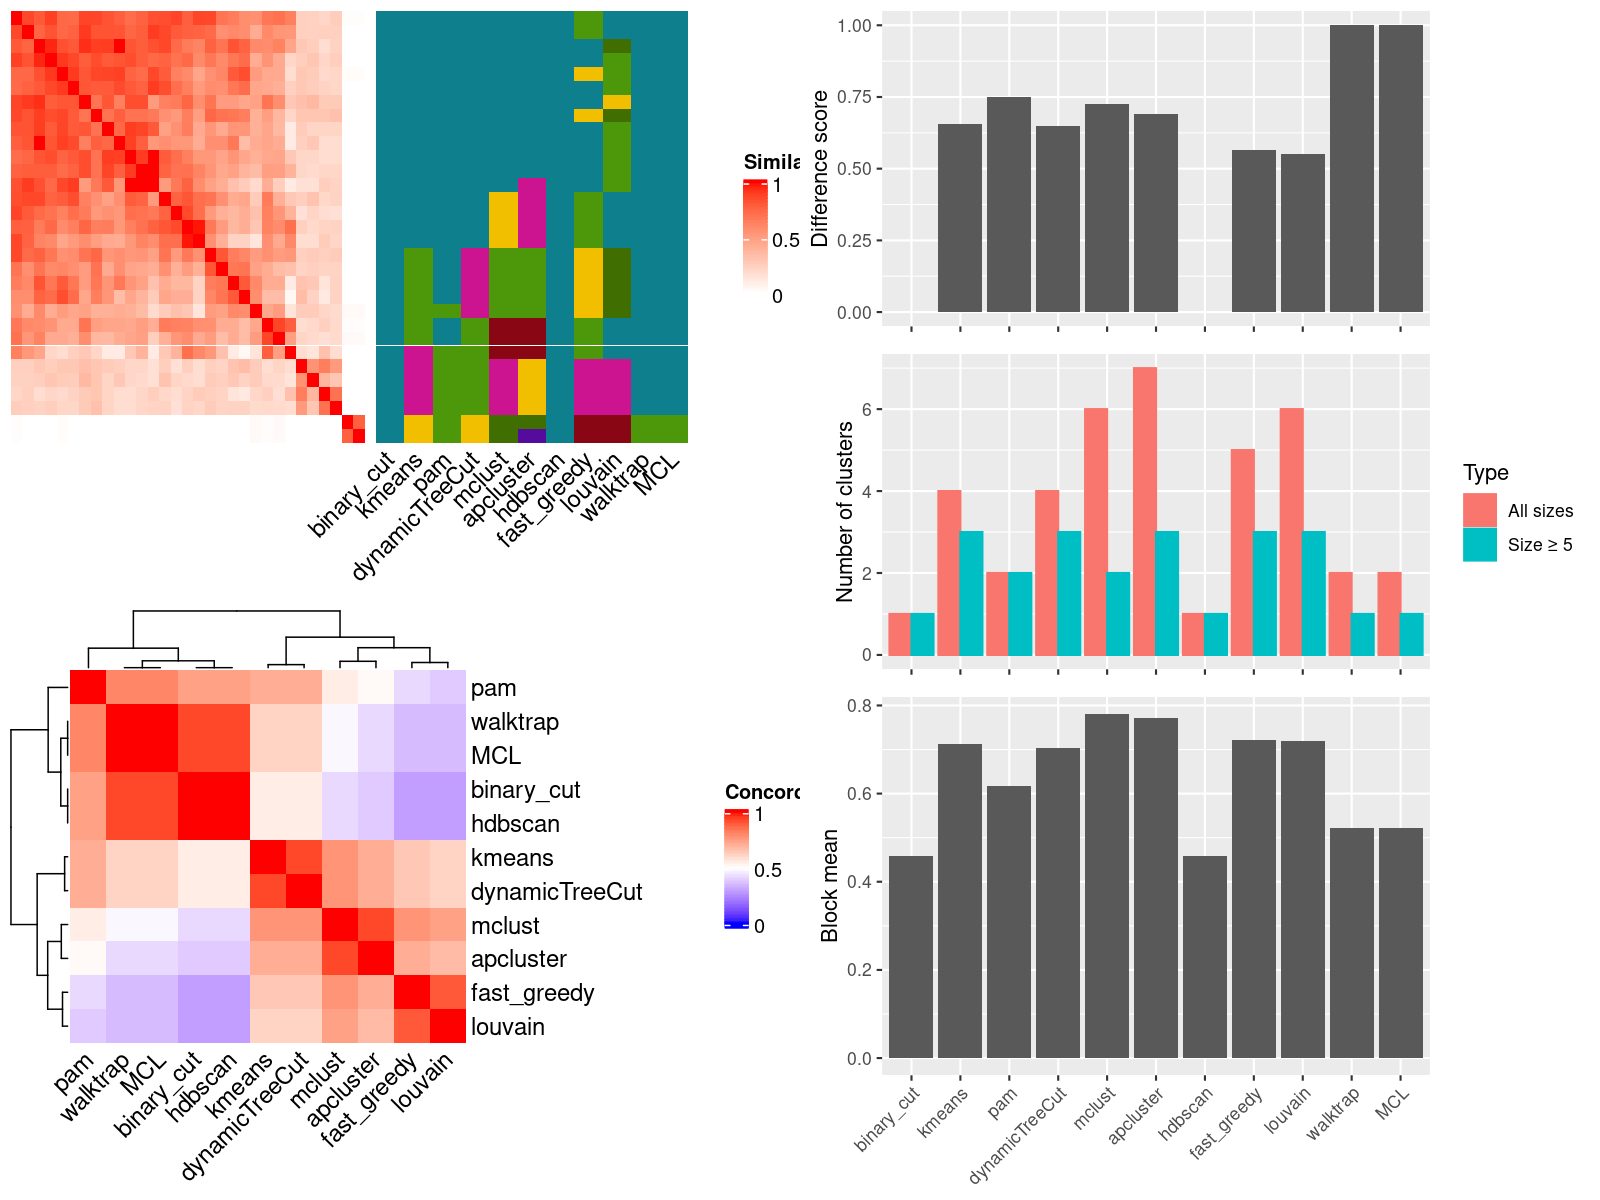 Simila
1
0.5
0
binary_cut
kmeans
pam
dynamicTreeCut
mclust
apcluster
hdbscan
fast_greedy
louvain
walktrap
MCL
pam
walktrap
MCL
binary_cut
hdbscan
kmeans
dynamicTreeCut
mclust
apcluster
fast_greedy
louvain
pam
walktrap
MCL
binary_cut
hdbscan
kmeans
dynamicTreeCut
mclust
apcluster
fast_greedy
louvain
Concord
1
0.5
0
Difference score
1.00
0.75
0.50
0.25
0.00
Number of clusters
6
4
2
0
Type
All sizes
Size ≥ 5
Block mean
0.8
0.6
0.4
0.2
0.0
binary_cut
kmeans
pam
dynamicTreeCut
mclust
apcluster
hdbscan
fast_greedy
louvain
walktrap
MCL